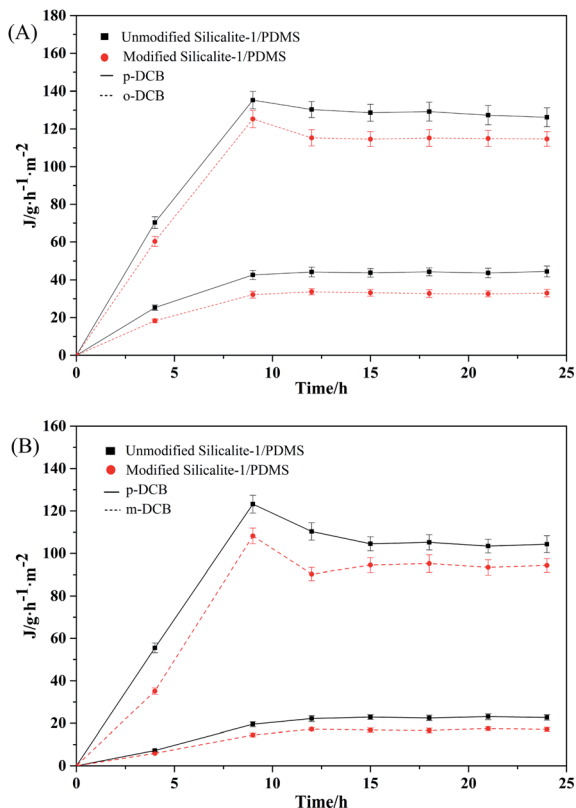 (A)
180
160
140
120
100
80
60
40
20
0
J/g·h⁻¹·m⁻²
Unmodified Silicalite-1/PDMS
Modified Silicalite-1/PDMS
p-DCB
o-DCB
0 5 10 15 20 25
Time/h
(B)
160
140
120
100
80
60
40
20
0
J/g·h⁻¹·m⁻²
Unmodified Silicalite-1/PDMS
Modified Silicalite-1/PDMS
p-DCB
m-DCB
0 5 10 15 20 25
Time/h